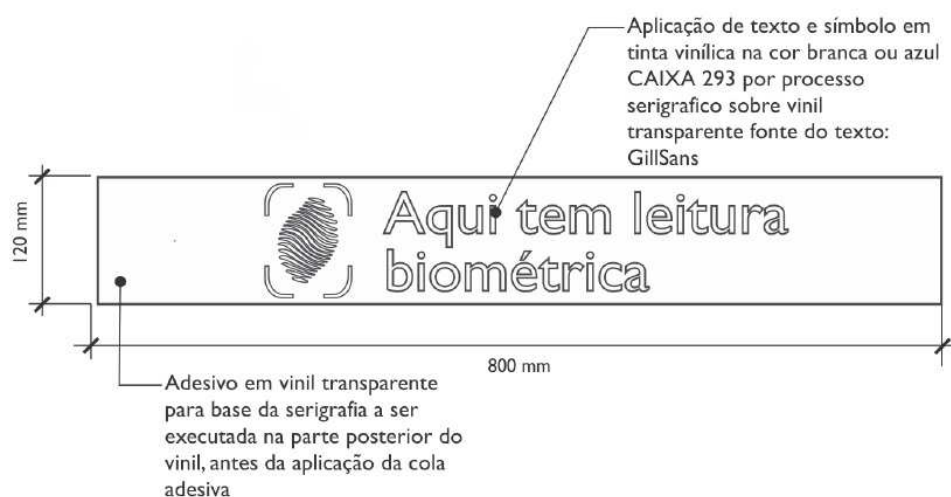 Aplicação de texto e símbolo em
tinta vinílica na cor branca ou azul
CAIXA 293 por processo
serigrafico sobre vinil
transparente fonte do texto:
GillSans
120 mm
Aqui tem leitura
biométrica
800 mm
Adesivo em vinil transparente
para base da serigrafia a ser
executada na parte posterior do
vinil, antes da aplicação da cola
adesiva